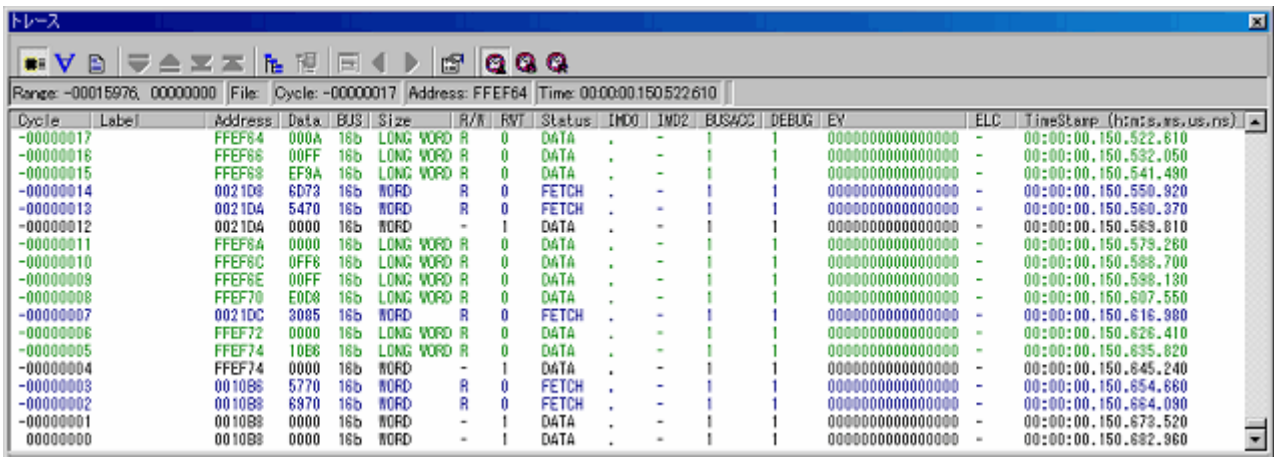 トレース
Range: -00015976, 00000000 File: Cycle: -00000017 Address: FFEF64 Time: 00:00:00.150.522.610
Cycle Label Address Data BUS Size R/W RWT Status IMD0 IMD2 BUSACC DEBUG EV ELC TimeStamp (h:m:s,ms,us,ns)
-00000017 FFEF64 000A 16b LONG WORD R 0 DATA . - 1 1 0000000000000000 - 00:00:00.150.522.610
-00000016 FFEF66 00FF 16b LONG WORD R 0 DATA . - 1 1 0000000000000000 - 00:00:00.150.532.050
-00000015 FFEF68 EF9A 16b LONG WORD R 0 DATA . - 1 1 0000000000000000 - 00:00:00.150.541.490
-00000014 0021D8 6D73 16b WORD R 0 FETCH . - 1 1 0000000000000000 - 00:00:00.150.550.920
-00000013 0021DA 5470 16b WORD R 0 FETCH . - 1 1 0000000000000000 - 00:00:00.150.560.370
-00000012 0021DA 0000 16b WORD - 1 DATA . - 1 1 0000000000000000 - 00:00:00.150.569.810
-00000011 FFEF6A 0000 16b LONG WORD R 0 DATA . - 1 1 0000000000000000 - 00:00:00.150.579.260
-00000010 FFEF6C 0FF6 16b LONG WORD R 0 DATA . - 1 1 0000000000000000 - 00:00:00.150.588.700
-00000009 FFEF6E 00FF 16b LONG WORD R 0 DATA . - 1 1 0000000000000000 - 00:00:00.150.598.130
-00000008 FFEF70 E0D8 16b LONG WORD R 0 DATA . - 1 1 0000000000000000 - 00:00:00.150.607.550
-00000007 0021DC 3085 16b WORD R 0 FETCH . - 1 1 0000000000000000 - 00:00:00.150.616.980
-00000006 FFEF72 0000 16b LONG WORD R 0 DATA . - 1 1 0000000000000000 - 00:00:00.150.626.410
-00000005 FFEF74 10B6 16b LONG WORD R 0 DATA . - 1 1 0000000000000000 - 00:00:00.150.635.820
-00000004 FFEF74 0000 16b WORD - 1 DATA . - 1 1 0000000000000000 - 00:00:00.150.645.240
-00000003 0010B6 5770 16b WORD R 0 FETCH . - 1 1 0000000000000000 - 00:00:00.150.654.660
-00000002 0010B8 6970 16b WORD R 0 FETCH . - 1 1 0000000000000000 - 00:00:00.150.664.090
-00000001 0010B8 0000 16b WORD - 1 DATA . - 1 1 0000000000000000 - 00:00:00.150.673.520
00000000 0010B8 0000 16b WORD - 1 DATA . - 1 1 0000000000000000 - 00:00:00.150.682.960